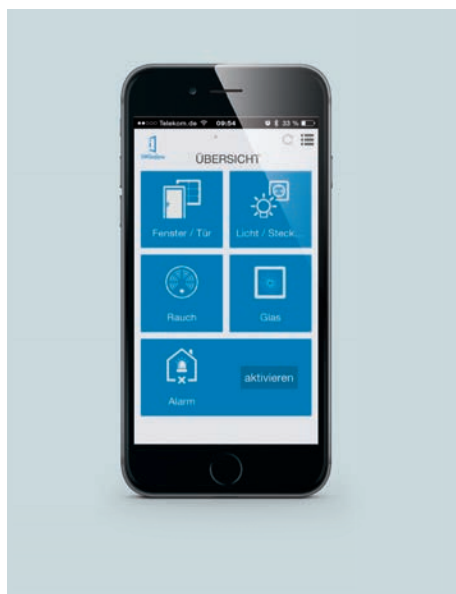 Telekom.de 09:54 33 %
ÜBERSICHT
Fenster / Tür
Licht / Steck...
Rauch
Glas
Alarm
aktivieren